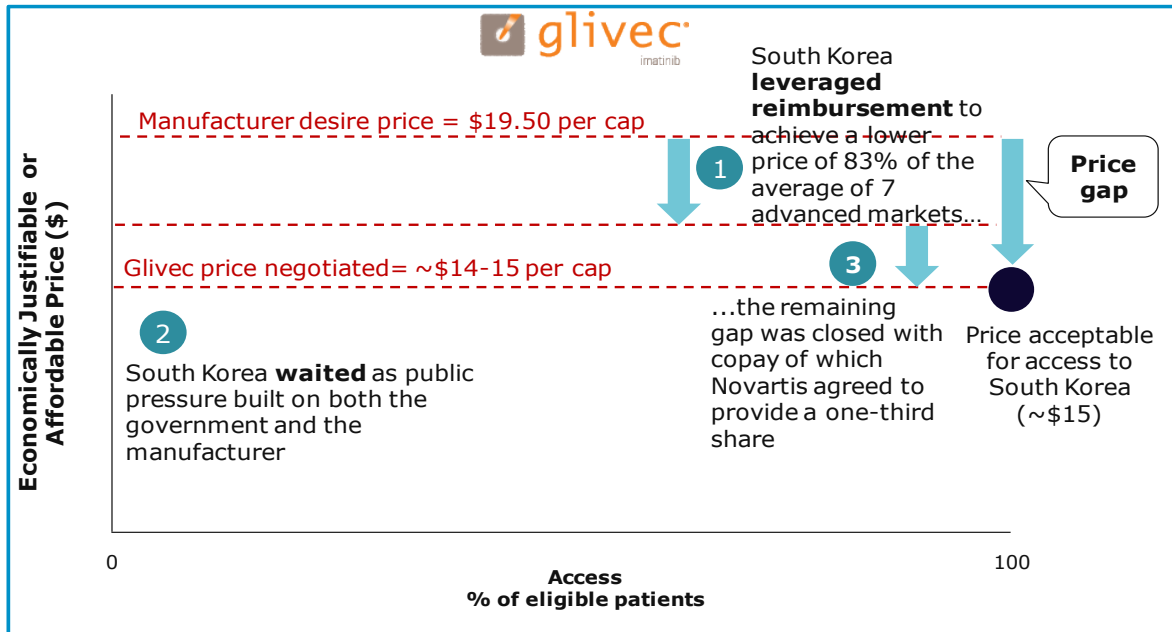 glivec
imatinib
Economically Justifiable or
Affordable Price ($)
Manufacturer desire price = $19.50 per cap
1
South Korea
leveraged
reimbursement to
achieve a lower
price of 83% of the
average of 7
advanced markets...
Price
gap
Glivec price negotiated= ~$14-15 per cap
2
South Korea waited as public
pressure built on both the
government and the
manufacturer
3
...the remaining
gap was closed with
copay of which
Novartis agreed to
provide a one-third
share
Price acceptable
for access to
South Korea
(~$15)
0
100
Access
% of eligible patients